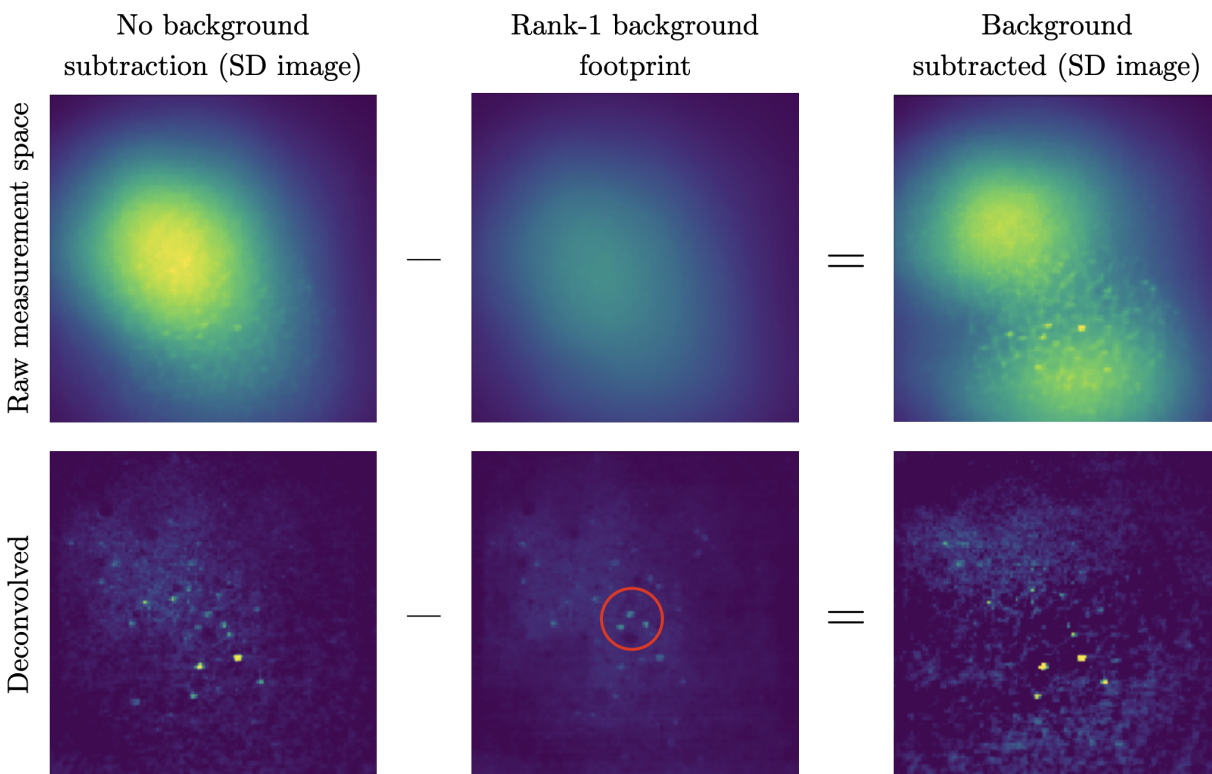 No background
subtraction (SD image)
Rank-1 background
footprint
Background
subtracted (SD image)
Raw measurement space
—
=
Deconvolved
—
=